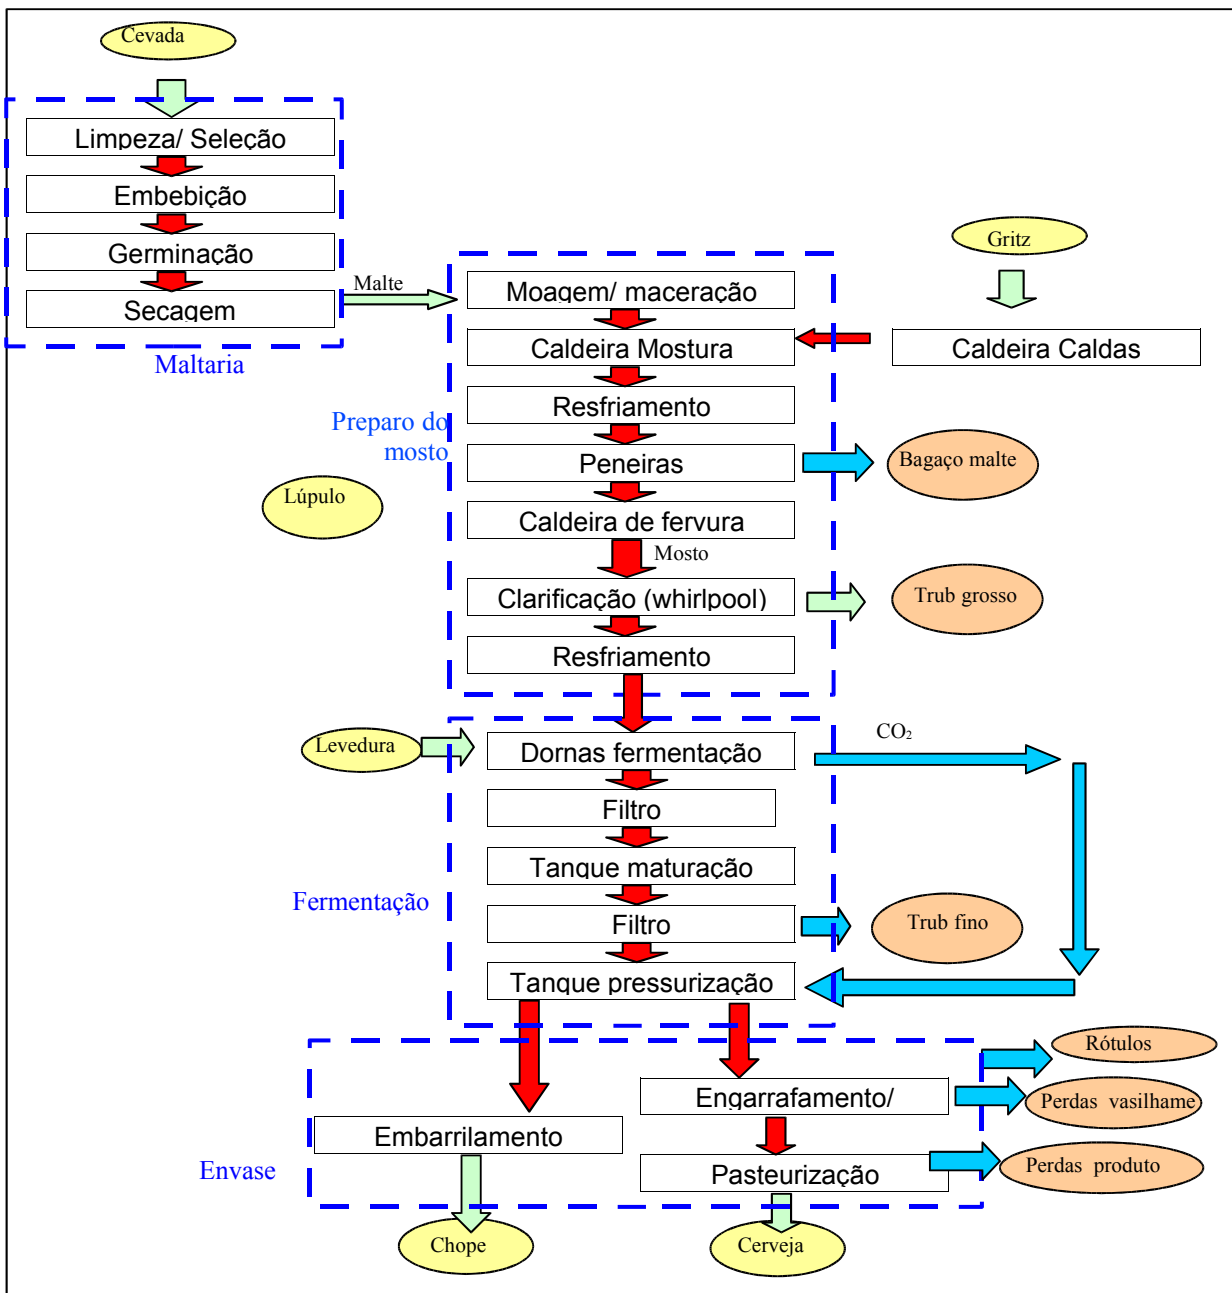 Cevada
Limpeza/ Seleção
Embebição
Germinação
Secagem
Maltaria
Malte
Gritz
Moagem/ maceração
Caldeira Mostura
Caldeira Caldas
Resfriamento
Preparo do
mosto
Peneiras
Bagaço malte
Lúpulo
Caldeira de fervura
Mosto
Clarificação (whirlpool)
Trub grosso
Resfriamento
Levedura
Dornas fermentação
CO₂
Filtro
Tanque maturação
Fermentação
Filtro
Trub fino
Tanque pressurização
Rótulos
Engarrafamento/
Perdas vasilhame
Embarrilamento
Envase
Pasteurização
Perdas produto
Chope
Cerveja